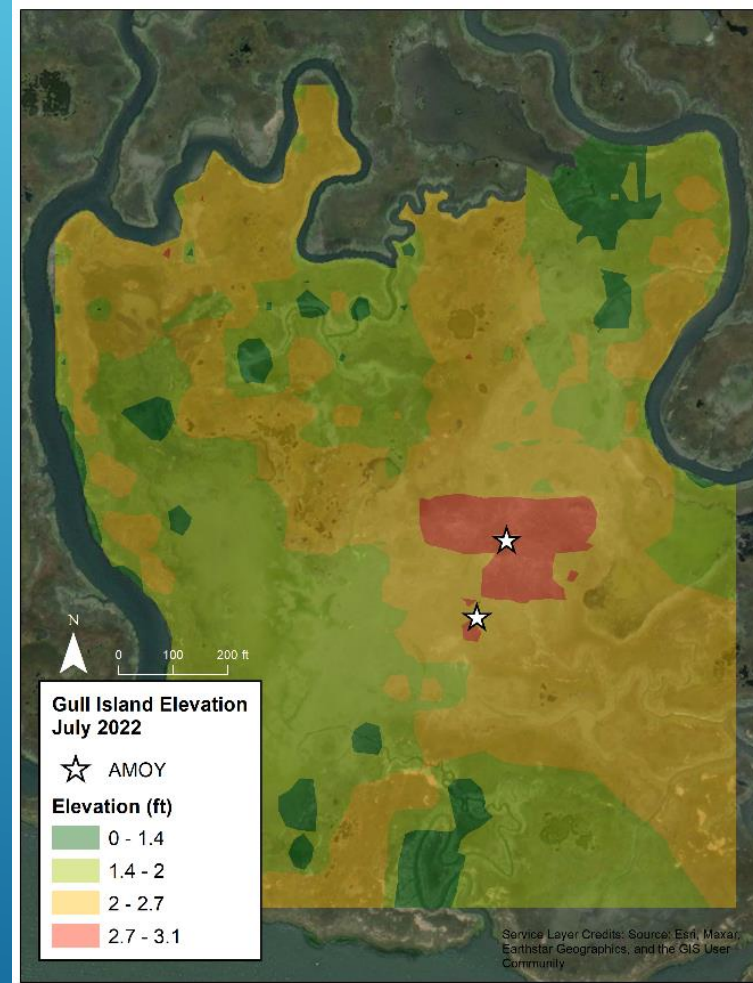 N
0 100 200 ft
Gull Island Elevation
July 2022
AMOY
Elevation (ft)
0 - 1.4
1.4 - 2
2 - 2.7
2.7 - 3.1
Service Layer Credits: Source: Esri, Maxar,
Earthstar Geographics, and the GIS User
Community